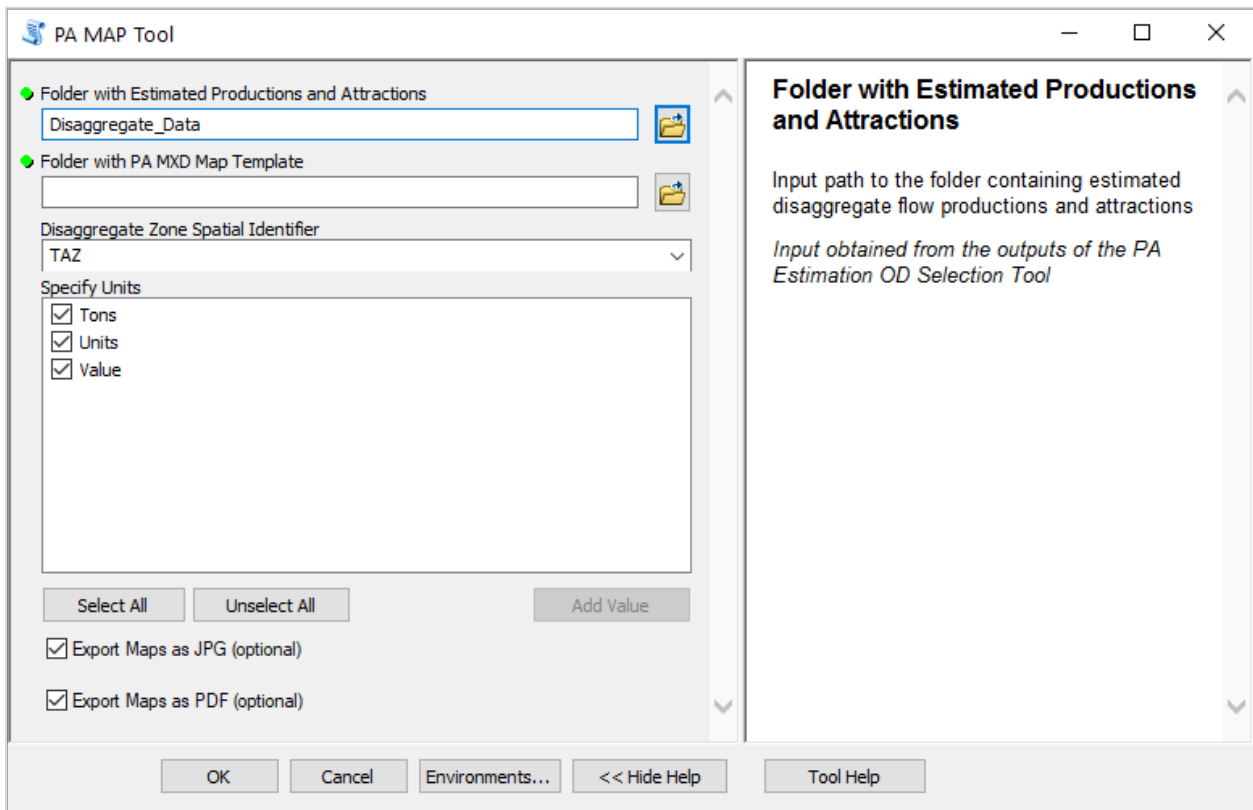 PA MAP Tool
Folder with Estimated Productions and Attractions
Disaggregate_Data
Folder with PA MXD Map Template
Disaggregate Zone Spatial Identifier
TAZ
Specify Units
Tons
Units
Value
Select All
Unselect All
Add Value
Export Maps as JPG (optional)
Export Maps as PDF (optional)
Folder with Estimated Productions
and Attractions
Input path to the folder containing estimated
disaggregate flow productions and attractions
Input obtained from the outputs of the PA
Estimation OD Selection Tool
OK
Cancel
Environments...
<< Hide Help
Tool Help